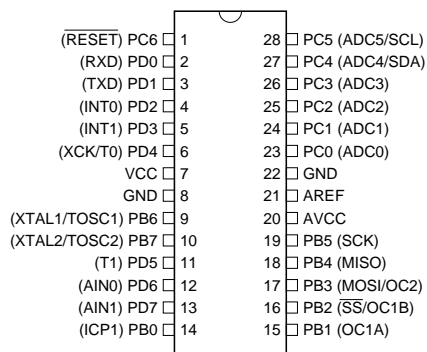 (RESET) PC6 1 28 PC5 (ADC5/SCL)
(RXD) PD0 2 27 PC4 (ADC4/SDA)
(TXD) PD1 3 26 PC3 (ADC3)
(INT0) PD2 4 25 PC2 (ADC2)
(INT1) PD3 5 24 PC1 (ADC1)
(XCK/T0) PD4 6 23 PC0 (ADC0)
VCC 7 22 GND
GND 8 21 AREF
(XTAL1/TOSC1) PB6 9 20 AVCC
(XTAL2/TOSC2) PB7 10 19 PB5 (SCK)
(T1) PD5 11 18 PB4 (MISO)
(AIN0) PD6 12 17 PB3 (MOSI/OC2)
(AIN1) PD7 13 16 PB2 (SS/OC1B)
(ICP1) PB0 14 15 PB1 (OC1A)